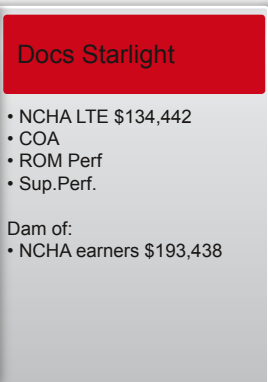 Docs Starlight
• NCHA LTE $134,442
• COA
• ROM Perf
• Sup.Perf.
Dam of:
• NCHA earners $193,438